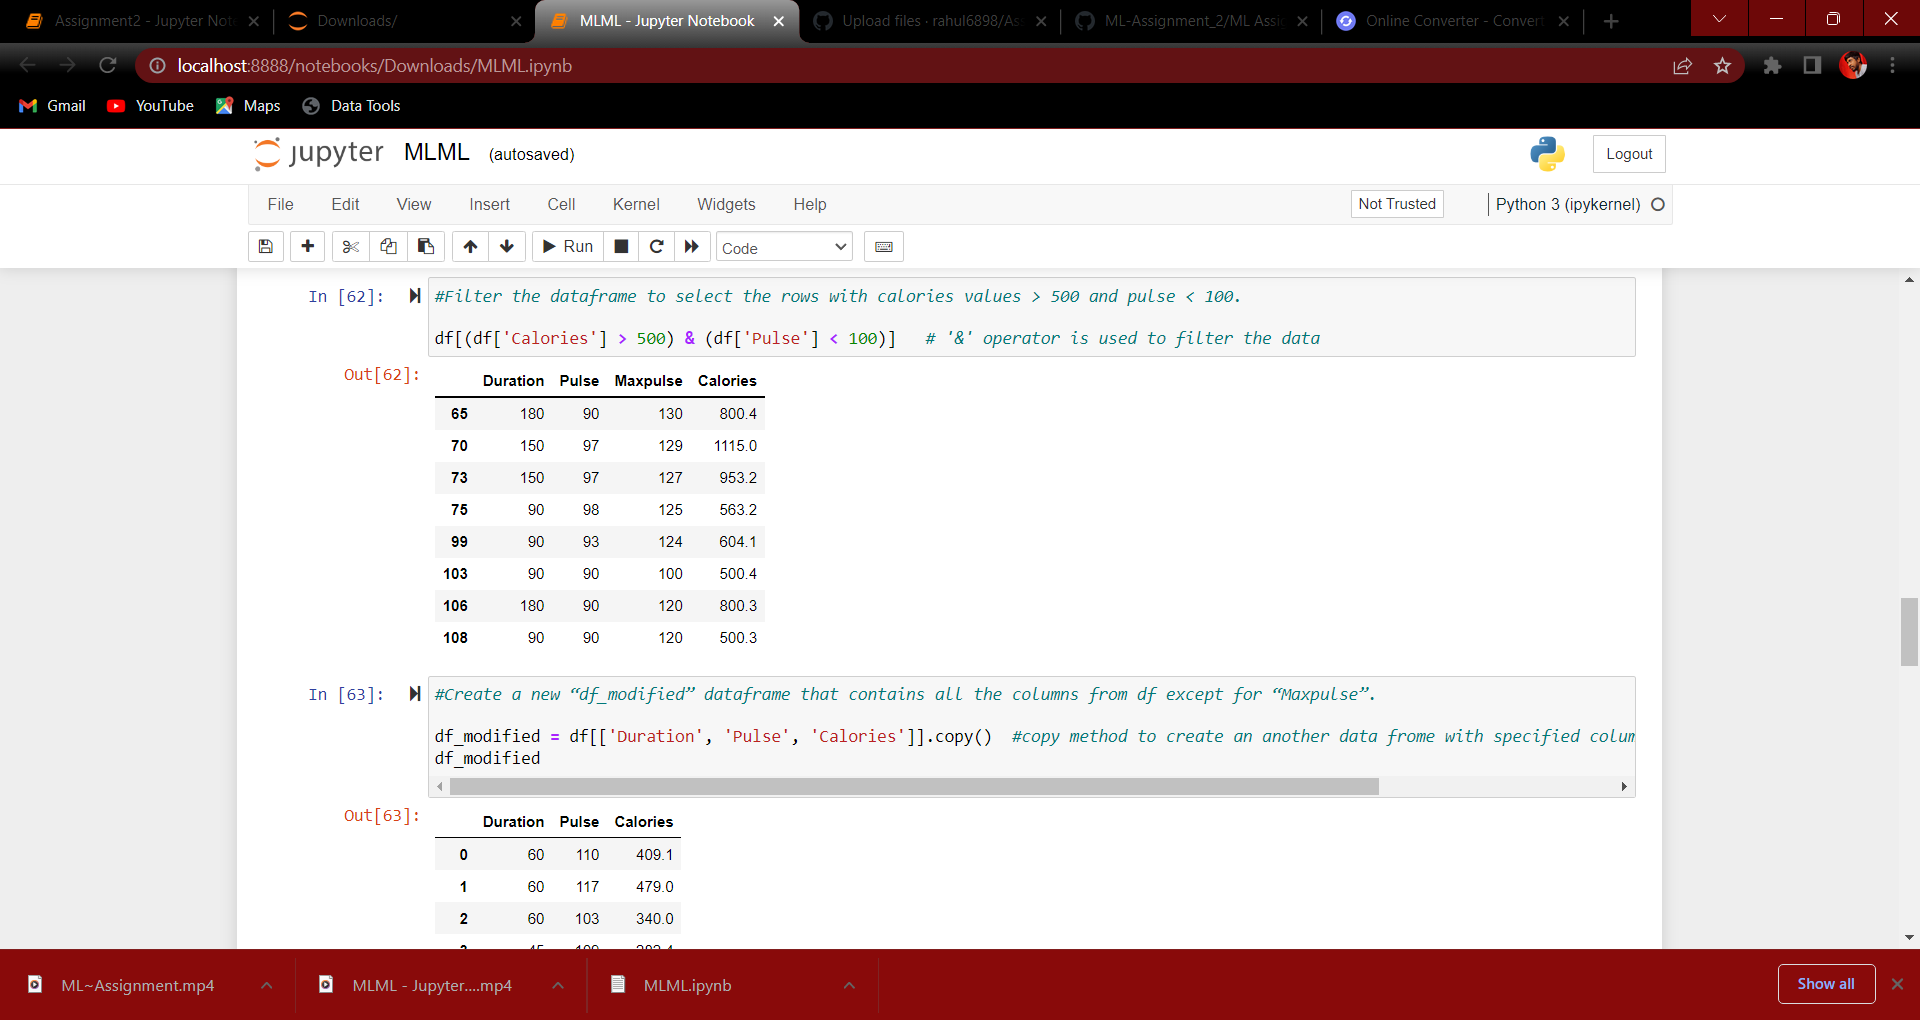 Assignment2 - Jupyter Not
Downloads/
MLML - Jupyter Notebook
Upload files · rahul6898/As
ML-Assignment_2/ML Assi
Online Converter - Convert
localhost:8888/notebooks/Downloads/MLML.ipynb
Gmail
YouTube
Maps
Data Tools
jupyter MLML (autosaved)
Logout
File Edit View Insert Cell Kernel Widgets Help
Not Trusted
Python 3 (ipykernel)
Run
Code
In [62]:
#Filter the dataframe to select the rows with calories values > 500 and pulse < 100.
df[(df['Calories'] > 500) & (df['Pulse'] < 100)] # '&' operator is used to filter the data
Out[62]:
Duration Pulse Maxpulse Calories
65 180 90 130 800.4
70 150 97 129 1115.0
73 150 97 127 953.2
75 90 98 125 563.2
99 90 93 124 604.1
103 90 90 100 500.4
106 180 90 120 800.3
108 90 90 120 500.3
In [63]:
#Create a new “df_modified” dataframe that contains all the columns from df except for “Maxpulse”.
df_modified = df[['Duration', 'Pulse', 'Calories']].copy() #copy method to create an another data frome with specified colum
df_modified
Out[63]:
Duration Pulse Calories
0 60 110 409.1
1 60 117 479.0
2 60 103 340.0
ML~Assignment.mp4
MLML - Jupyter....mp4
MLML.ipynb
Show all